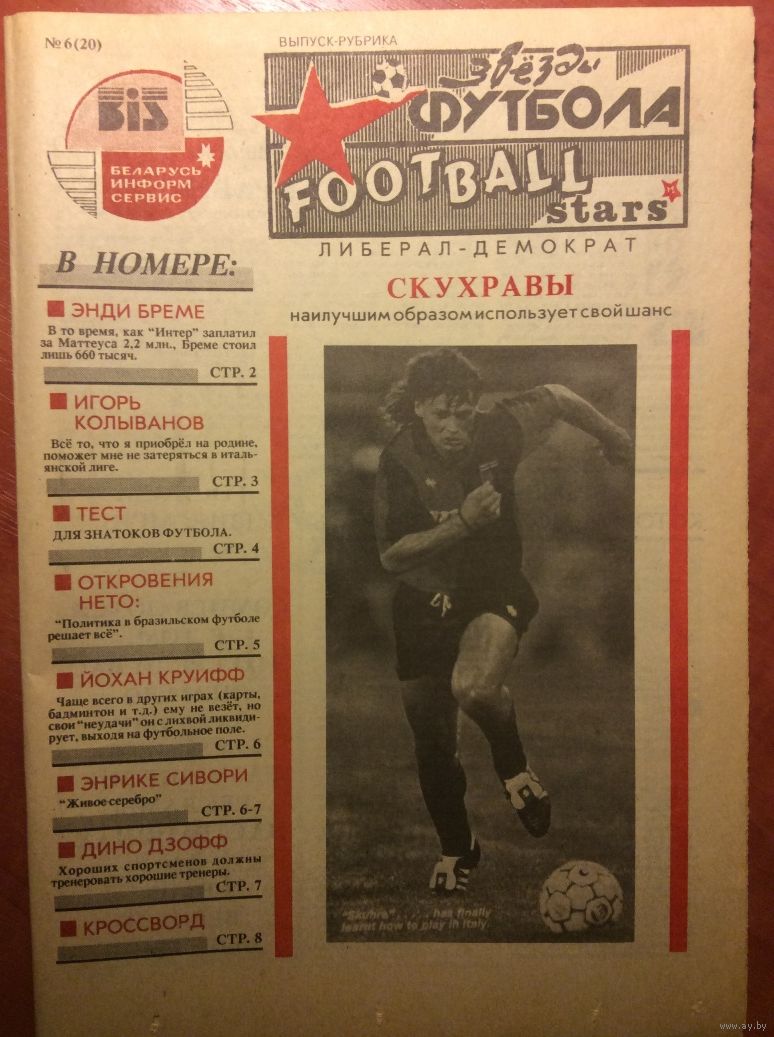 № 6 (20)
BIS
БЕЛАРУСЬ
ИНФОРМ
СЕРВИС
ВЫПУСК-РУБРИКА
звёзды
ФУТБОЛА
FOOTBALL
stars
ЛИБЕРАЛ-ДЕМОКРАТ
В НОМЕРЕ:
ЭНДИ БРЕМЕ
В то время, как "Интер" заплатил
за Маттеуса 2,2 млн., Бреме стоил
лишь 660 тысяч.
СТР. 2
ИГОРЬ
КОЛЫВАНОВ
Всё то, что я приобрёл на родине,
поможет мне не затеряться в италь-
янской лиге.
СТР. 3
ТЕСТ
ДЛЯ ЗНАТОКОВ ФУТБОЛА.
СТР. 4
ОТКРОВЕНИЯ
НЕТО:
"Политика в бразильском футболе
решает всё".
СТР. 5
ЙОХАН КРУИФФ
Чаще всего в других играх (карты,
бадминтон и т.д.) ему не везёт, но
свои "неудачи" он с лихвой ликвиди-
рует, выходя на футбольное поле.
СТР. 6
ЭНРИКЕ СИВОРИ
"Живое серебро"
СТР. 6-7
ДИНО ДЗОФФ
Хороших спортсменов должны
тренеровать хорошие тренеры.
СТР. 7
КРОССВОРД
СТР. 8
СКУХРАВЫ
наилучшим образом использует свой шанс
"Skuhra" ..... has finally
learnt how to play in Italy.
www.ay.by